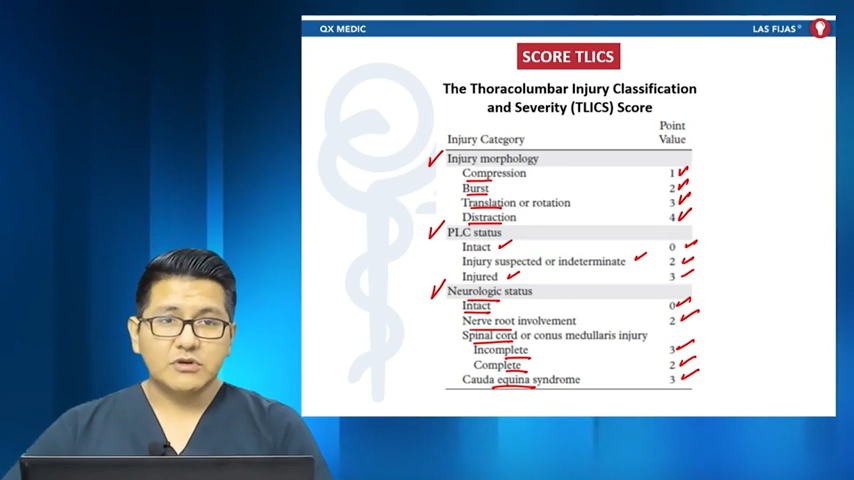 QX MEDIC
LAS FIJAS®
SCORE TLICS
The Thoracolumbar Injury Classification
and Severity (TLICS) Score
Point
Injury Category Value
Injury morphology
Compression 1
Burst 2
Translation or rotation 3
Distraction 4
PLC status
Intact 0
Injury suspected or indeterminate 2
Injured 3
Neurologic status
Intact 0
Nerve root involvement 2
Spinal cord or conus medullaris injury
Incomplete 3
Complete 2
Cauda equina syndrome 3